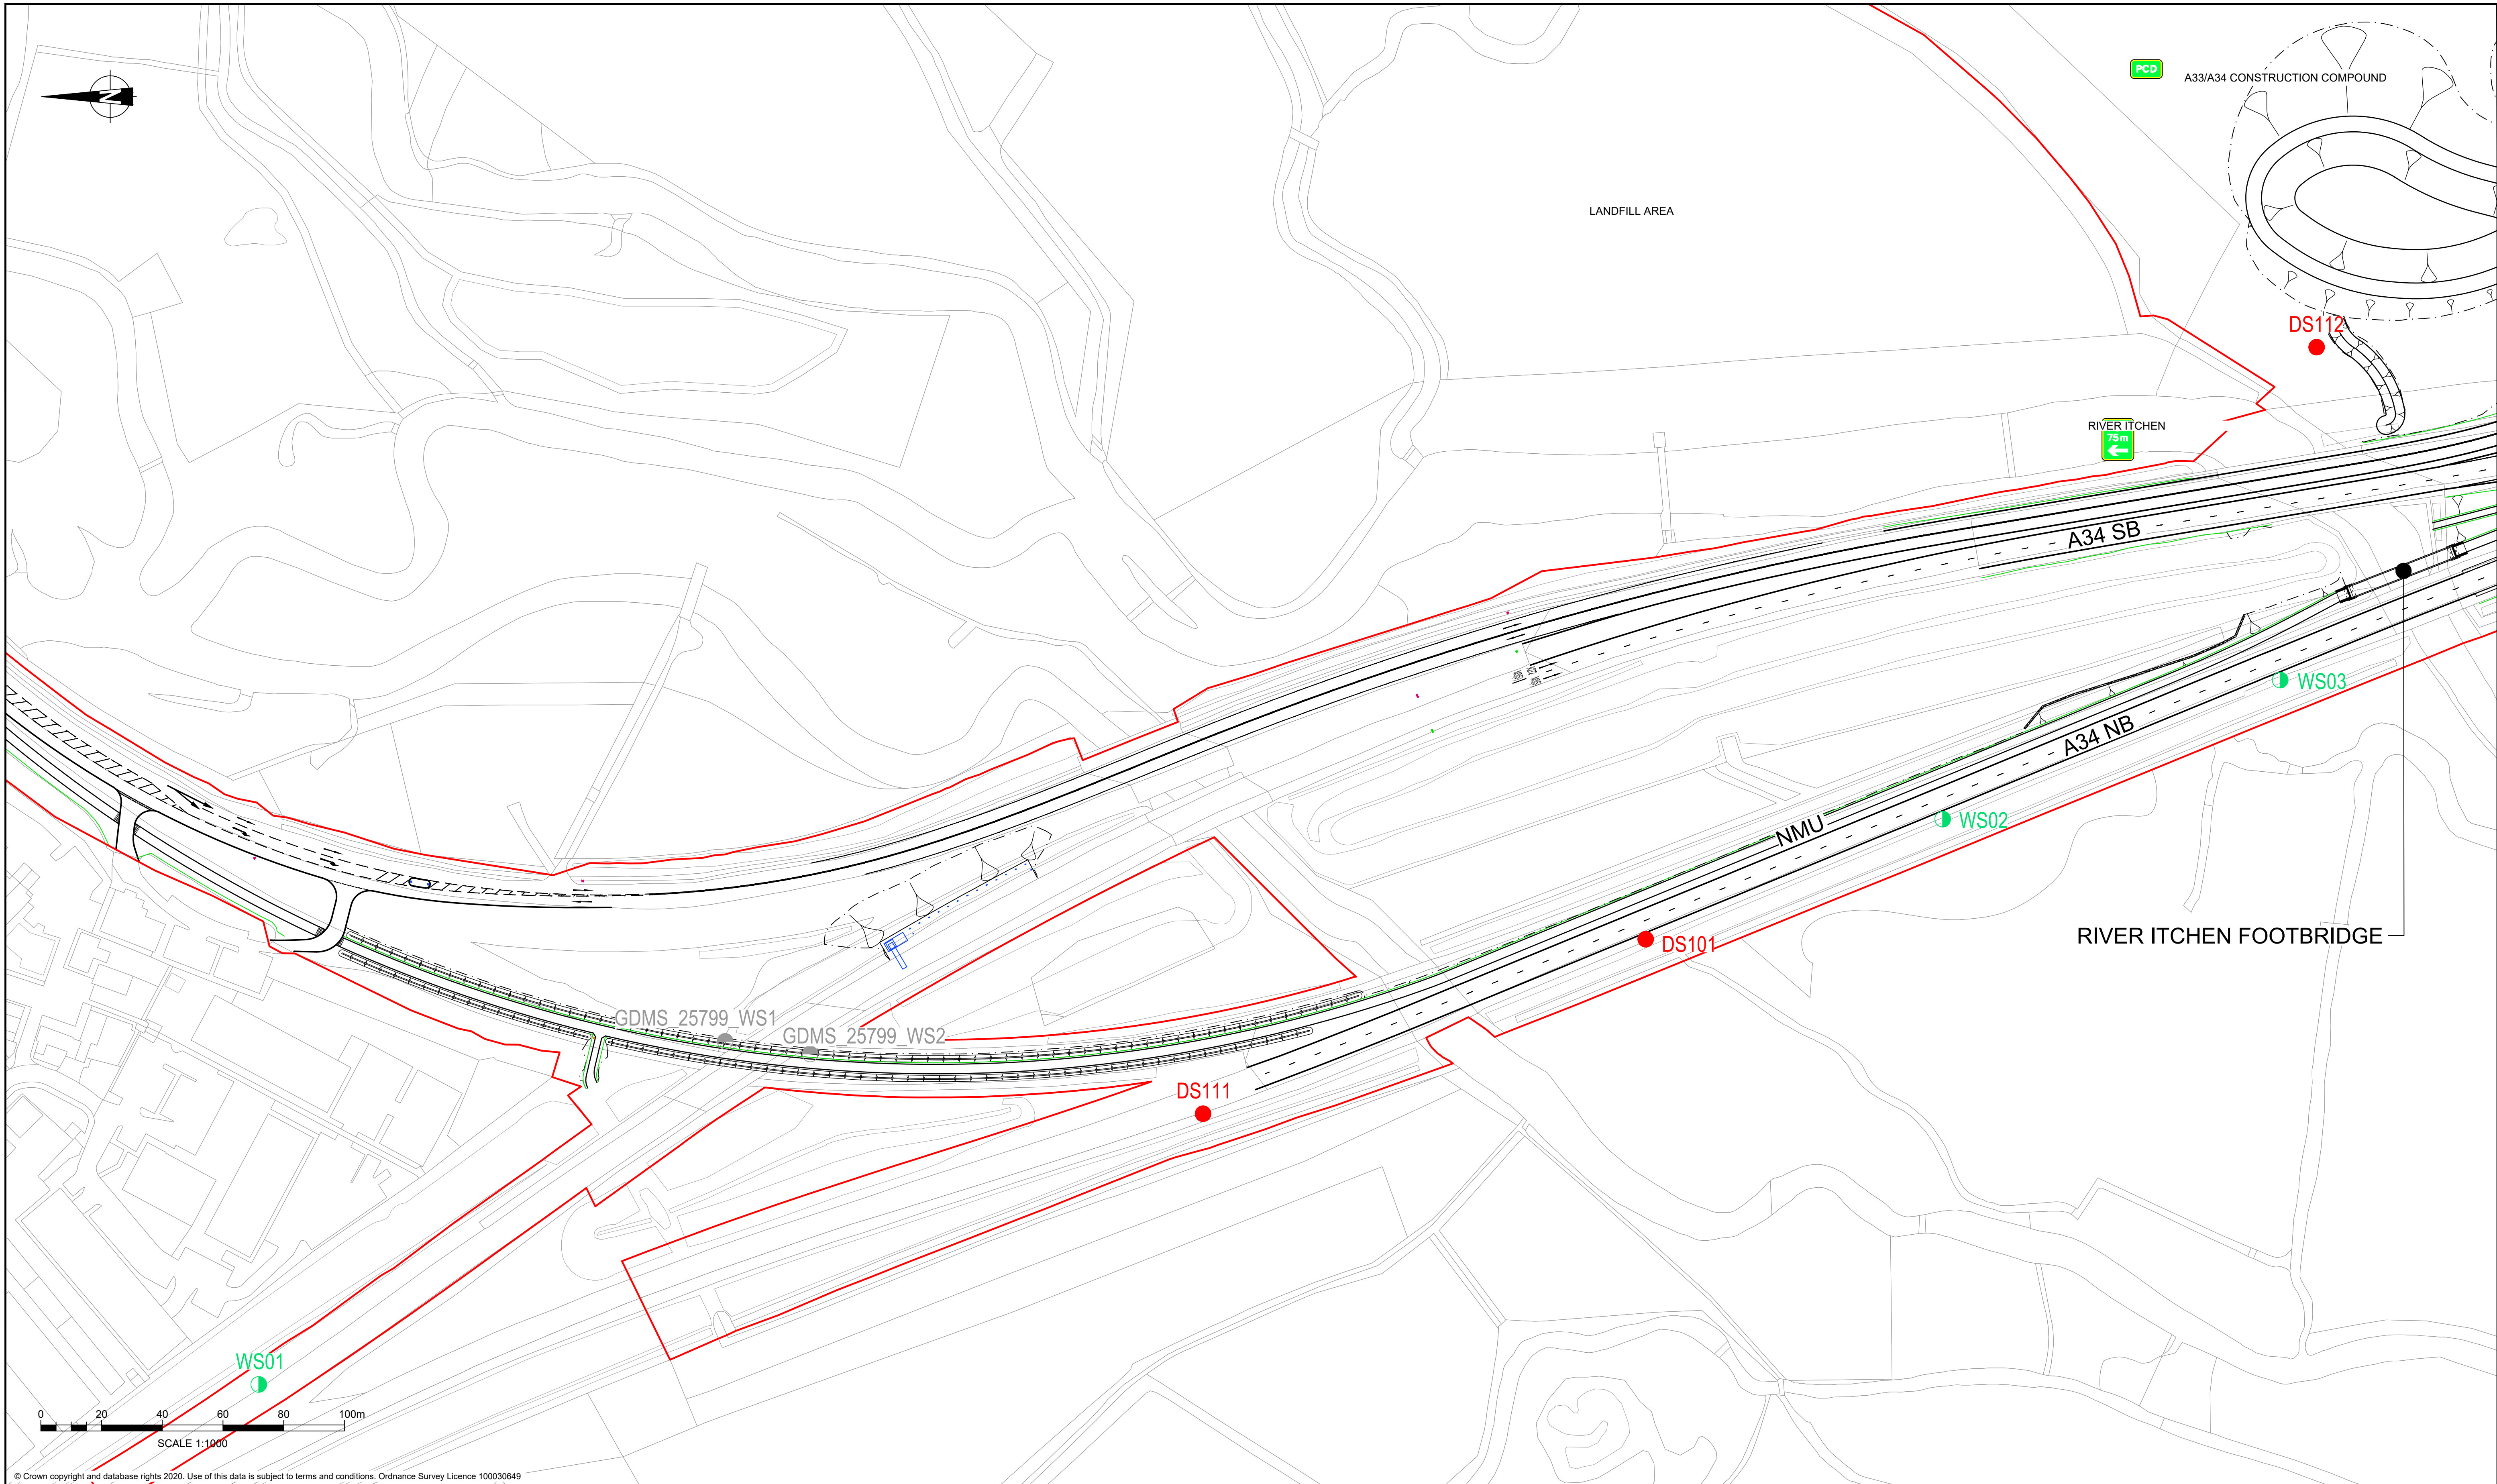 N
PCD
A33/A34 CONSTRUCTION COMPOUND
LANDFILL AREA
DS112
RIVER ITCHEN
75m
A34 SB
WS03
A34 NB
WS02
NMU
RIVER ITCHEN FOOTBRIDGE
DS101
GDMS_25799_WS1
GDMS_25799_WS2
DS111
WS01
0 20 40 60 80 100m
SCALE 1:1000
© Crown copyright and database rights 2020. Use of this data is subject to terms and conditions. Ordnance Survey Licence 100030649